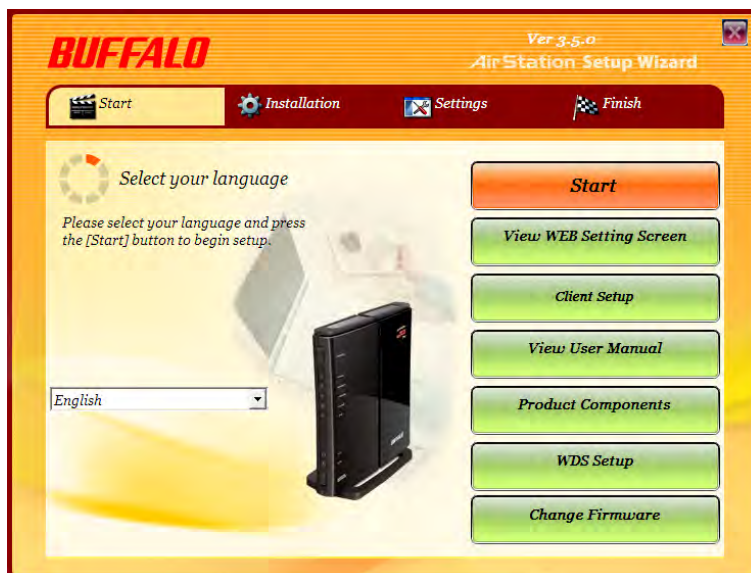 BUFFALO
Ver 3.5.0
AirStation Setup Wizard
Start
Installation
Settings
Finish
Select your language
Please select your language and press
the [Start] button to begin setup.
English
Start
View WEB Setting Screen
Client Setup
View User Manual
Product Components
WDS Setup
Change Firmware
BUFFALO